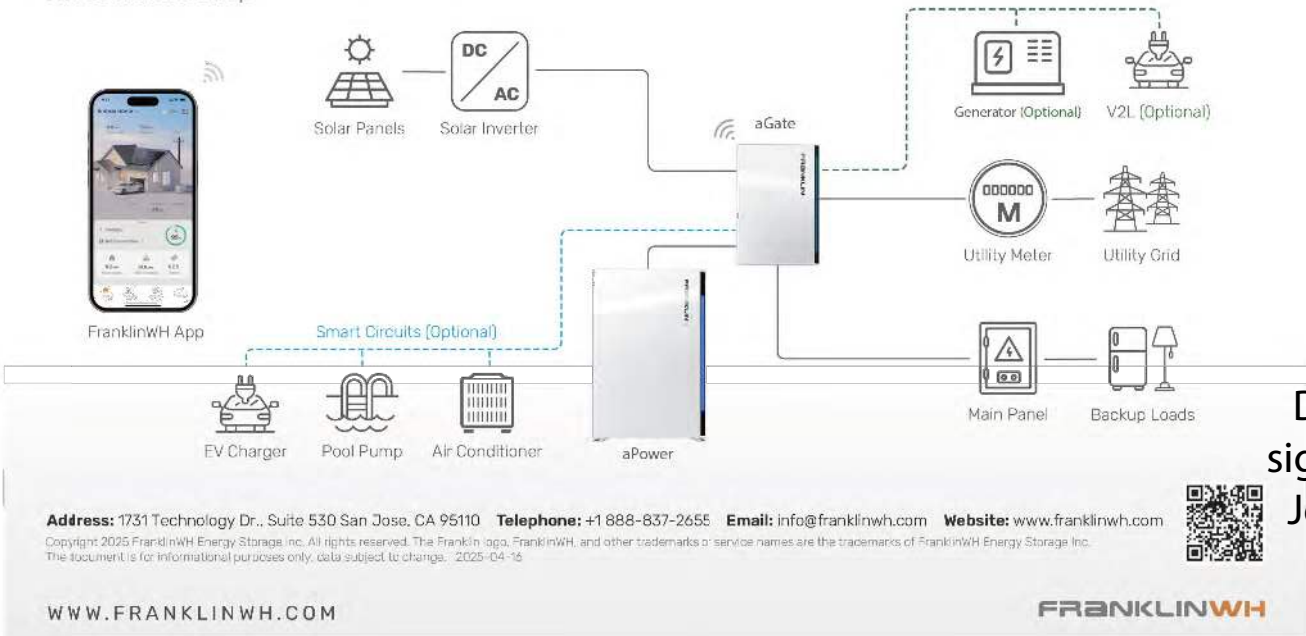 DC
AC
Solar Panels
Solar Inverter
aGate
Generator (Optional)
V2L (Optional)
M
Utility Meter
Utility Grid
FranklinWH App
Smart Circuits (Optional)
EV Charger
Pool Pump
Air Conditioner
aPower
Main Panel
Backup Loads
FRANKLIN
FRANKLIN
D
sig
Address: 1731 Technology Dr., Suite 530 San Jose, CA 95110 Telephone: +1 888-837-2655 Email: info@franklinwh.com Website: www.franklinwh.com
Copyright 2025 FranklinWH Energy Storage Inc. All rights reserved. The Franklin logo, FranklinWH, and other trademarks or service names are the trademarks of FranklinWH Energy Storage Inc.
The document is for informational purposes only, data subject to change. 2025-04-16
WWW.FRANKLINWH.COM
FRANKLINWH